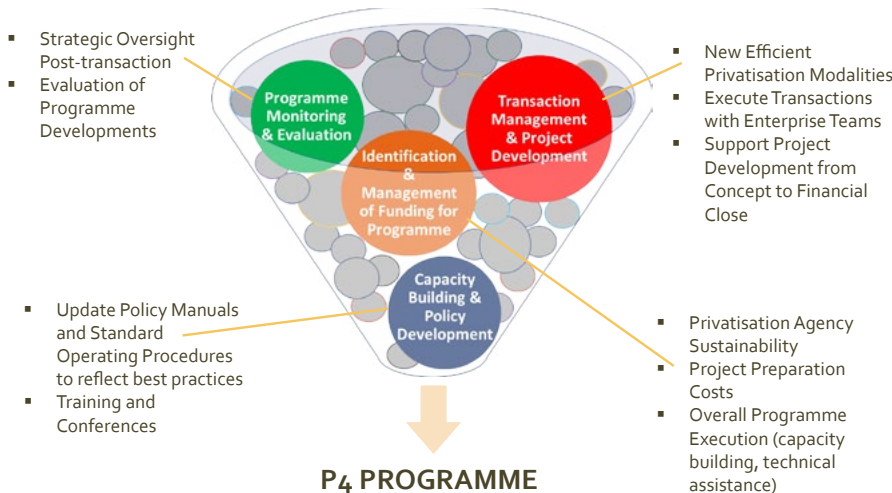 ▪ Strategic Oversight
Post-transaction
▪ Evaluation of
Programme
Developments
Programme
Monitoring
& Evaluation
Transaction
Management
& Project
Development
▪ New Efficient
Privatisation Modalities
▪ Execute Transactions
with Enterprise Teams
▪ Support Project
Development from
Concept to Financial
Close
Identification
&
Management
of Funding for
Programme
Capacity
Building &
Policy
Development
▪ Update Policy Manuals
and Standard
Operating Procedures
to reflect best practices
▪ Training and
Conferences
▪ Privatisation Agency
Sustainability
▪ Project Preparation
Costs
▪ Overall Programme
Execution (capacity
building, technical
assistance)
P4 PROGRAMME